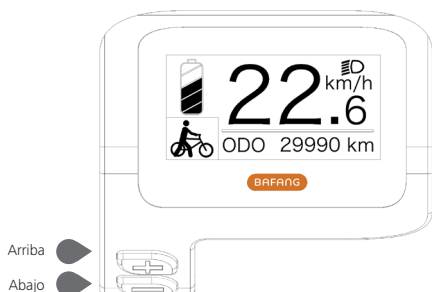 22.6 km/h
ODO 29990 km
BAFANG
Arriba
+
Abajo
−